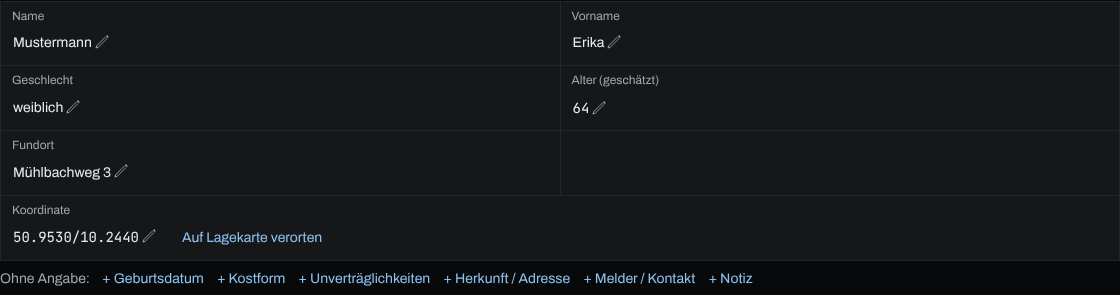 Name Vorname
Mustermann Erika
Geschlecht Alter (geschätzt)
weiblich 64
Fundort
Mühlbachweg 3
Koordinate
50.9530/10.2440 Auf Lagekarte verorten
Ohne Angabe: + Geburtsdatum + Kostform + Unverträglichkeiten + Herkunft / Adresse + Melder / Kontakt + Notiz